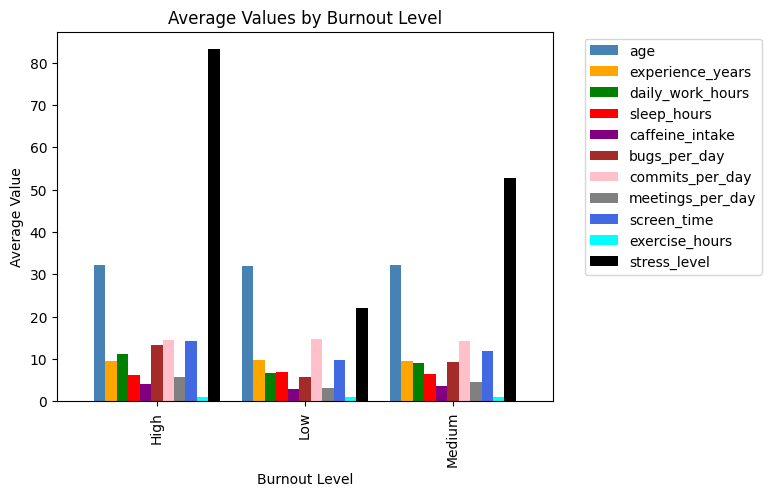 Average Values by Burnout Level
Average Value
80
70
60
50
40
30
20
10
0
High
Low
Medium
Burnout Level
age
experience_years
daily_work_hours
sleep_hours
caffeine_intake
bugs_per_day
commits_per_day
meetings_per_day
screen_time
exercise_hours
stress_level